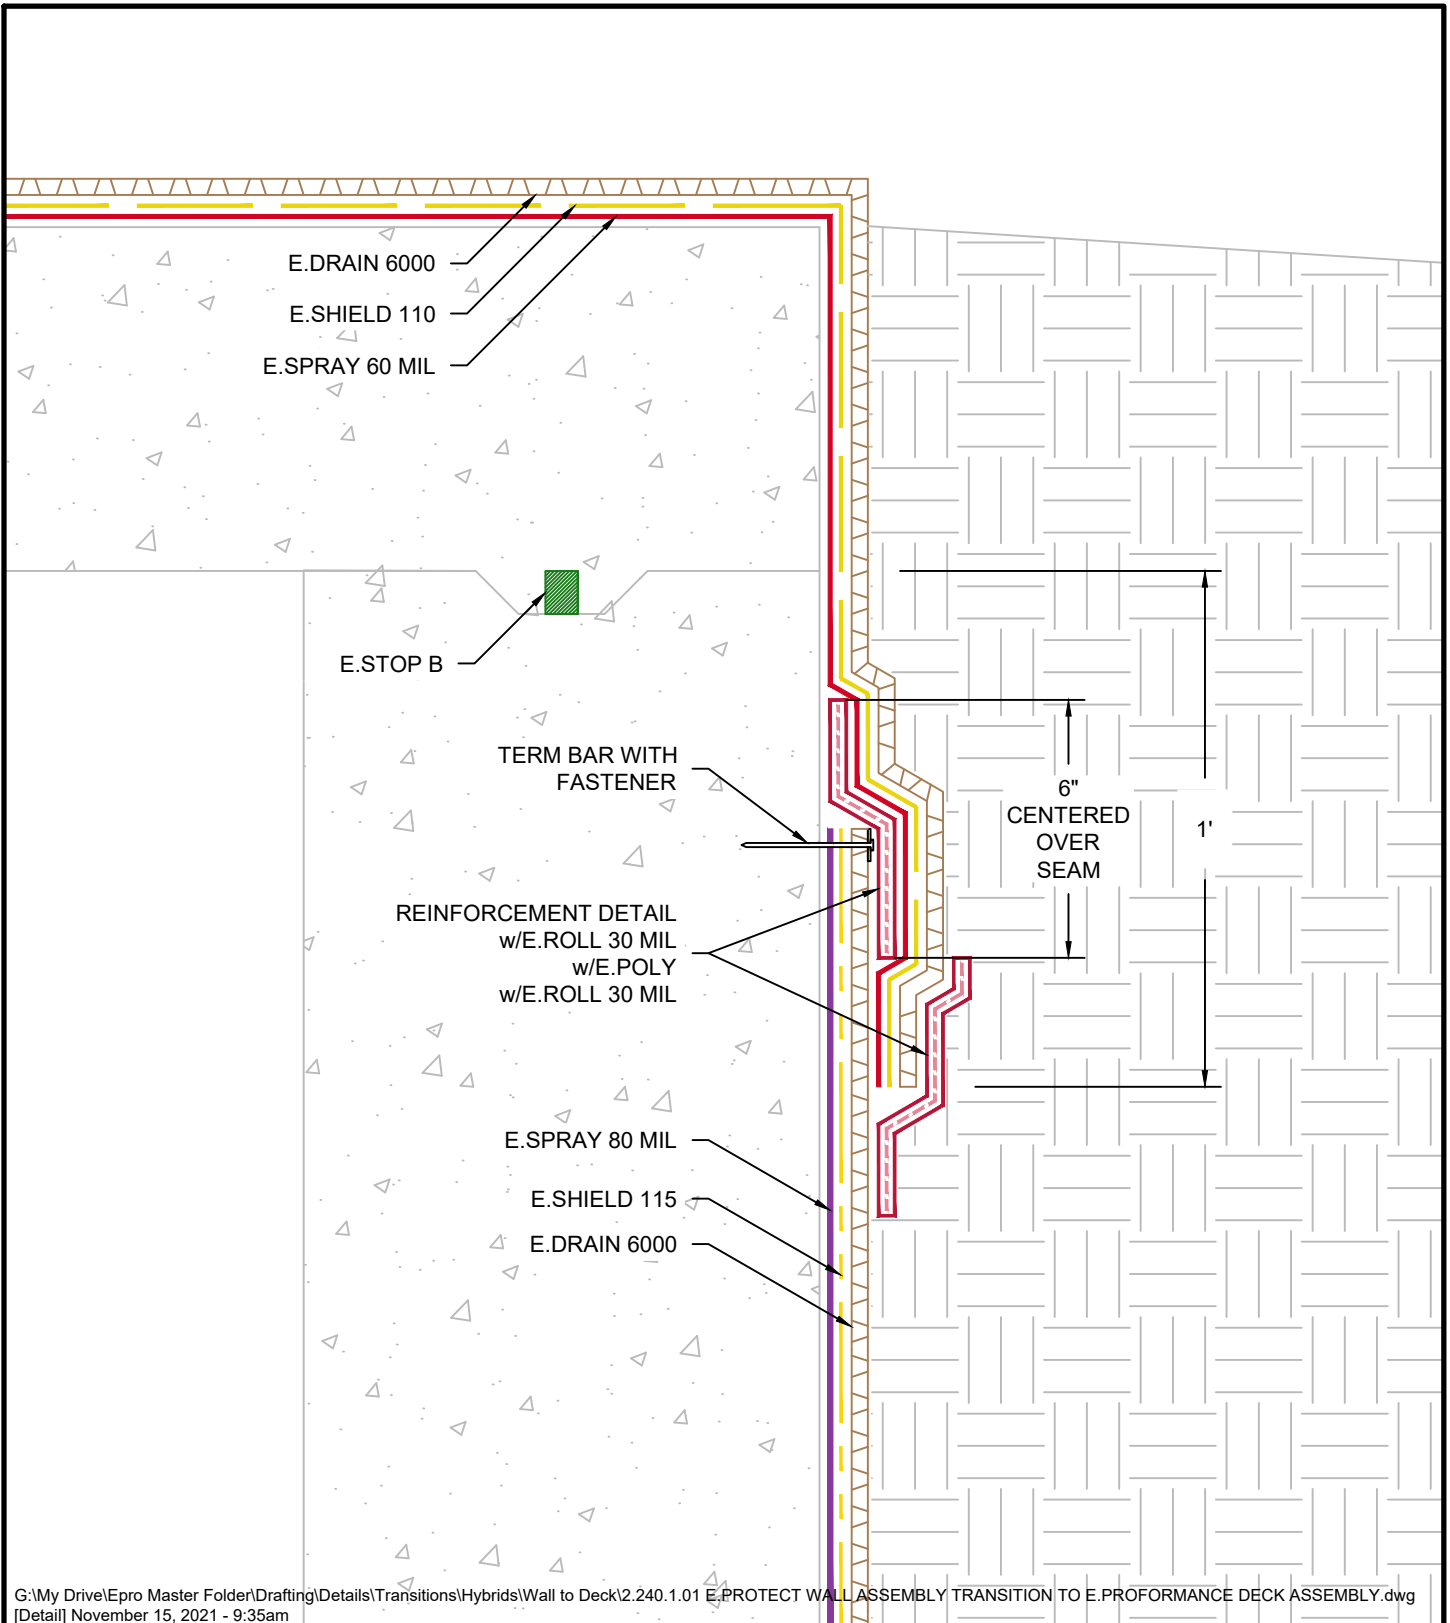 E.DRAIN 6000
E.SHIELD 110
E.SPRAY 60 MIL
E.STOP B
TERM BAR WITH
FASTENER
6"
CENTERED
OVER
SEAM
1'
REINFORCEMENT DETAIL
w/E.ROLL 30 MIL
w/E.POLY
w/E.ROLL 30 MIL
E.SPRAY 80 MIL
E.SHIELD 115
E.DRAIN 6000
G:\My Drive\Epro Master Folder\Drafting\Details\Transitions\Hybrids\Wall to Deck\2.240.1.01 E.PROTECT WALL ASSEMBLY TRANSITION TO E.PROFORMANCE DECK ASSEMBLY.dwg
[Detail] November 15, 2021 - 9:35am